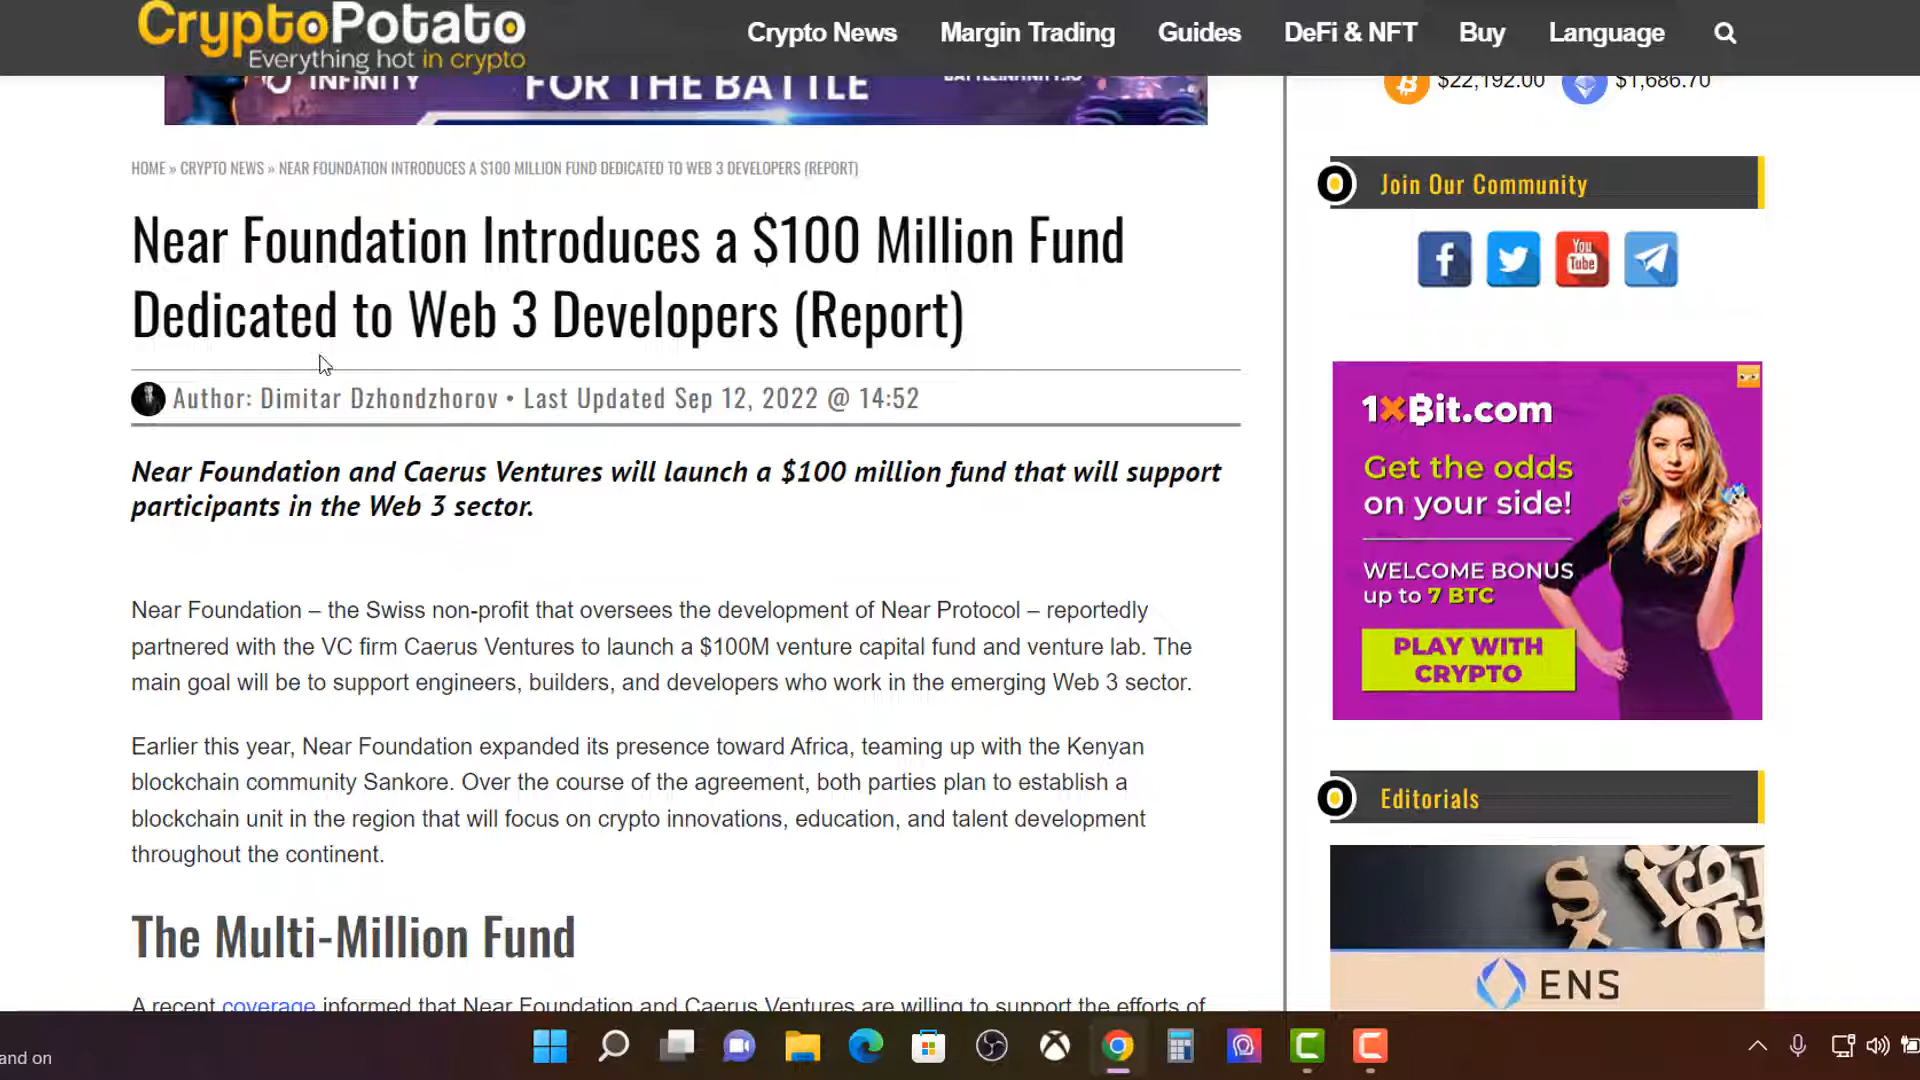 CryptoPotato
Everything hot in crypto
Crypto News
Margin Trading
Guides
DeFi & NFT
Buy
Language
INFINITY
FOR THE BATTLE
BATTLEINFINITY.IO
$22,192.00
$1,686.70
HOME » CRYPTO NEWS » NEAR FOUNDATION INTRODUCES A $100 MILLION FUND DEDICATED TO WEB 3 DEVELOPERS (REPORT)
Near Foundation Introduces a $100 Million Fund
Dedicated to Web 3 Developers (Report)
Author: Dimitar Dzhondzhorov • Last Updated Sep 12, 2022 @ 14:52
Near Foundation and Caerus Ventures will launch a $100 million fund that will support
participants in the Web 3 sector.
Near Foundation – the Swiss non-profit that oversees the development of Near Protocol – reportedly
partnered with the VC firm Caerus Ventures to launch a $100M venture capital fund and venture lab. The
main goal will be to support engineers, builders, and developers who work in the emerging Web 3 sector.
Earlier this year, Near Foundation expanded its presence toward Africa, teaming up with the Kenyan
blockchain community Sankore. Over the course of the agreement, both parties plan to establish a
blockchain unit in the region that will focus on crypto innovations, education, and talent development
throughout the continent.
The Multi-Million Fund
A recent coverage informed that Near Foundation and Caerus Ventures are willing to support the efforts of
Join Our Community
You
Tube
1×Bit.com
Get the odds
on your side!
WELCOME BONUS
up to 7 BTC
PLAY WITH
CRYPTO
Editorials
ENS
and on